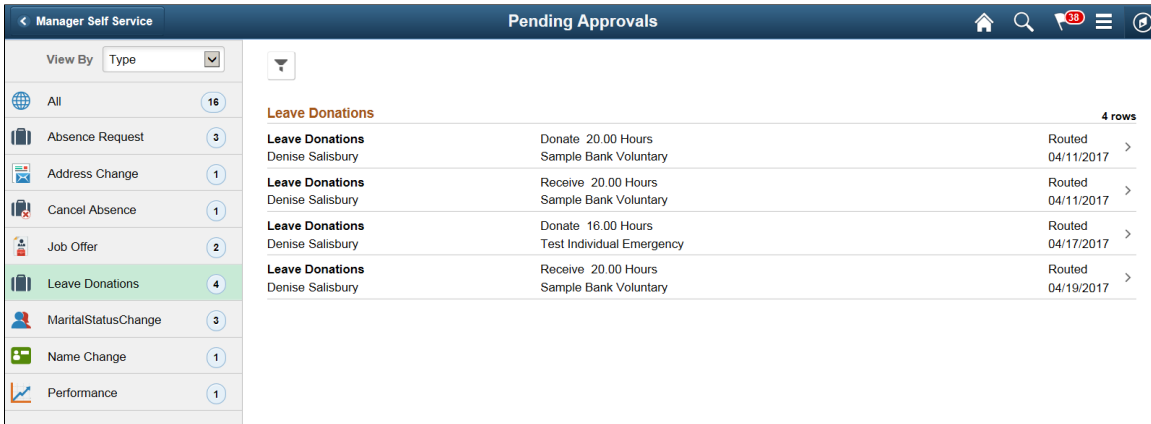 Manager Self Service
Pending Approvals
38
View By Type
All 16
Absence Request 3
Address Change 1
Cancel Absence 1
Job Offer 2
Leave Donations 4
MaritalStatusChange 3
Name Change 1
Performance 1
Leave Donations
4 rows
Leave Donations Donate 20.00 Hours Routed
Denise Salisbury Sample Bank Voluntary 04/11/2017
Leave Donations Receive 20.00 Hours Routed
Denise Salisbury Sample Bank Voluntary 04/11/2017
Leave Donations Donate 16.00 Hours Routed
Denise Salisbury Test Individual Emergency 04/17/2017
Leave Donations Receive 20.00 Hours Routed
Denise Salisbury Sample Bank Voluntary 04/19/2017